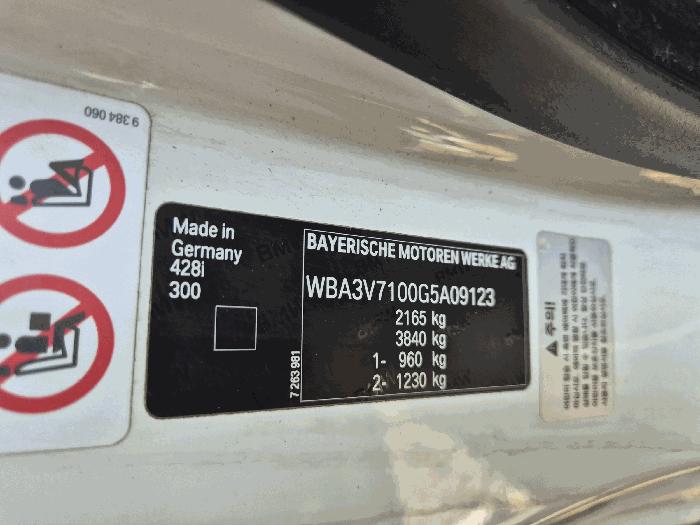 9 384 060
Made in
Germany
428i
300
7 263 981
BAYERISCHE MOTOREN WERKE AG
WBA3V7100G5A09123
2165 kg
3840 kg
1- 960 kg
2- 1230 kg
주의!